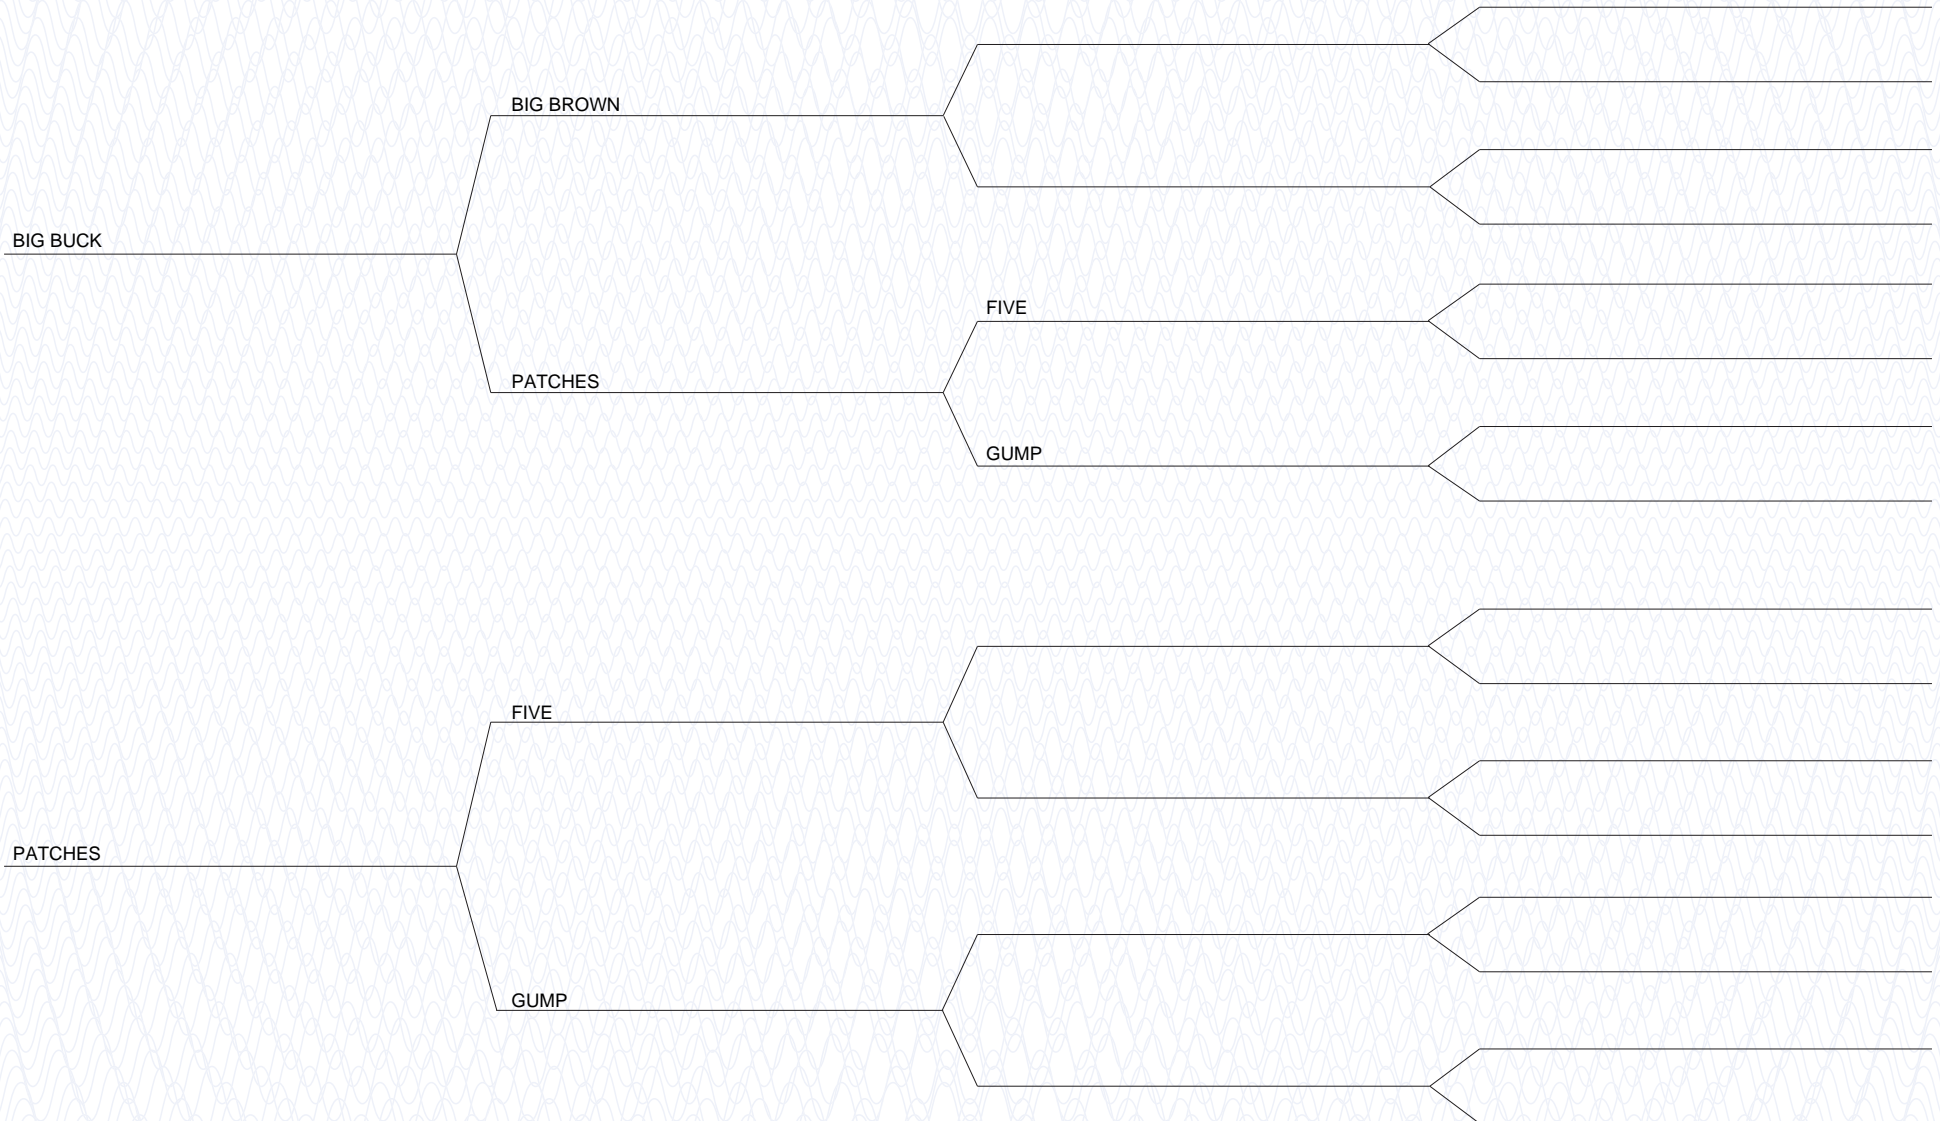 BIG BROWN
BIG BUCK
FIVE
PATCHES
GUMP
FIVE
PATCHES
GUMP